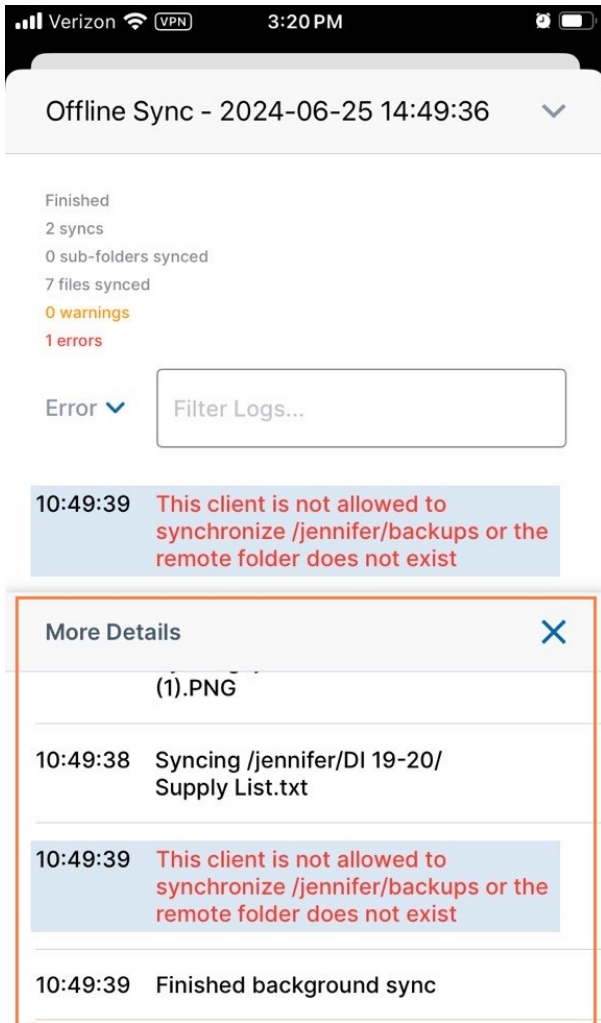 Verizon VPN 3:20 PM
Offline Sync - 2024-06-25 14:49:36
Finished
2 syncs
0 sub-folders synced
7 files synced
0 warnings
1 errors
Error Filter Logs...
10:49:39 This client is not allowed to
synchronize /jennifer/backups or the
remote folder does not exist
More Details
(1).PNG
10:49:38 Syncing /jennifer/DI 19-20/
Supply List.txt
10:49:39 This client is not allowed to
synchronize /jennifer/backups or the
remote folder does not exist
10:49:39 Finished background sync